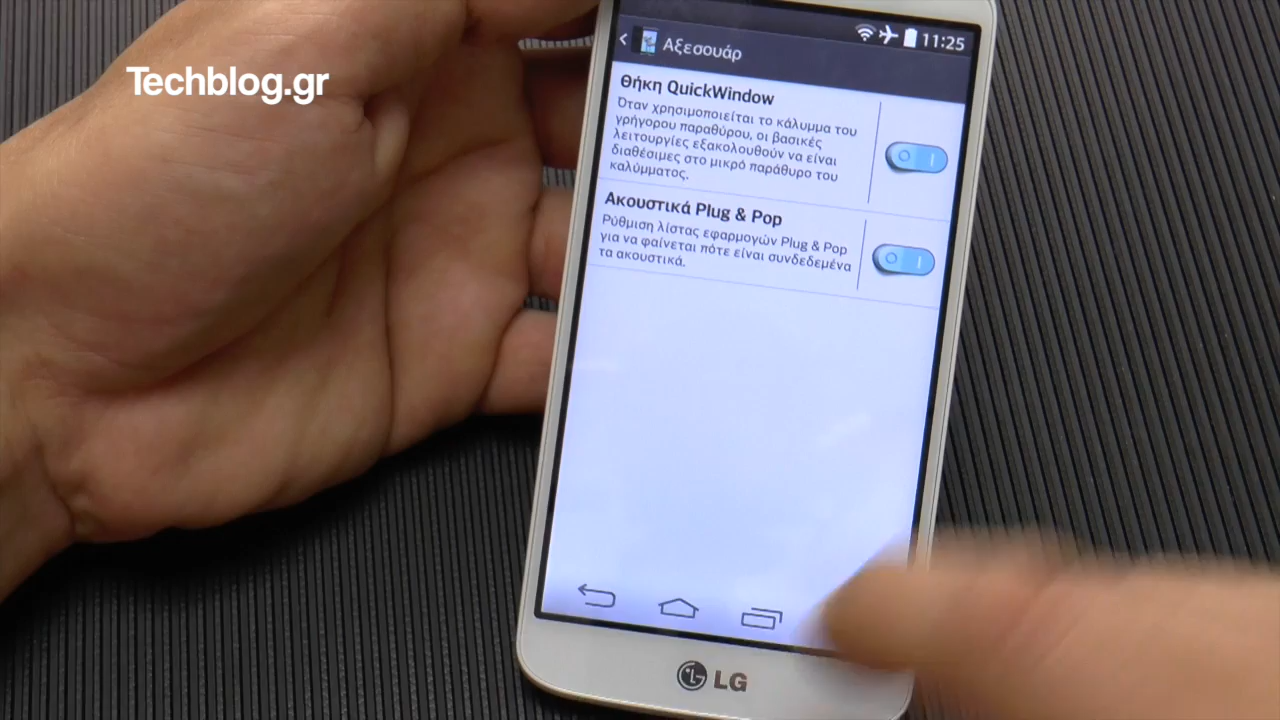 Techblog.gr
11:25
Αξεσουάρ
Θήκη QuickWindow
Όταν χρησιμοποιείται το κάλυμμα του
γρήγορου παραθύρου, οι βασικές
λειτουργίες εξακολουθούν να είναι
διαθέσιμες στο μικρό παράθυρο του
καλύμματος.
Ακουστικά Plug & Pop
Ρύθμιση λίστας εφαρμογών Plug & Pop
για να φαίνεται πότε είναι συνδεδεμένα
τα ακουστικά.
LG